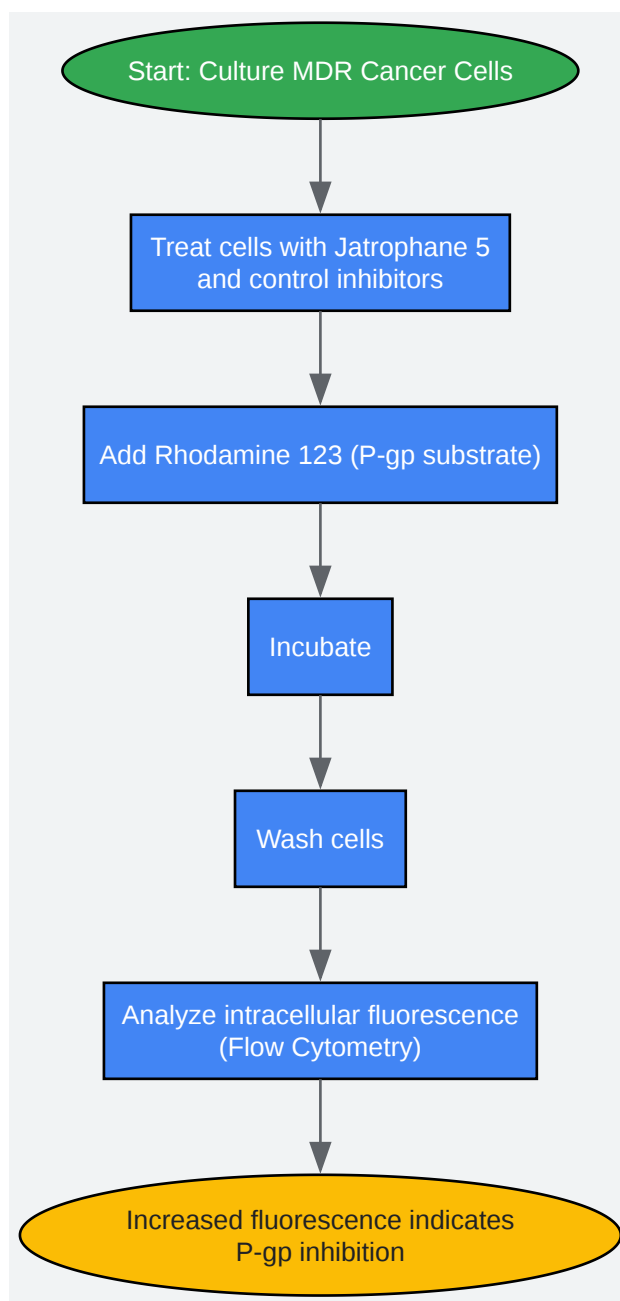 Start: Culture MDR Cancer Cells
Treat cells with Jatrophane 5
and control inhibitors
Add Rhodamine 123 (P-gp substrate)
Incubate
Wash cells
Analyze intracellular fluorescence
(Flow Cytometry)
Increased fluorescence indicates
P-gp inhibition